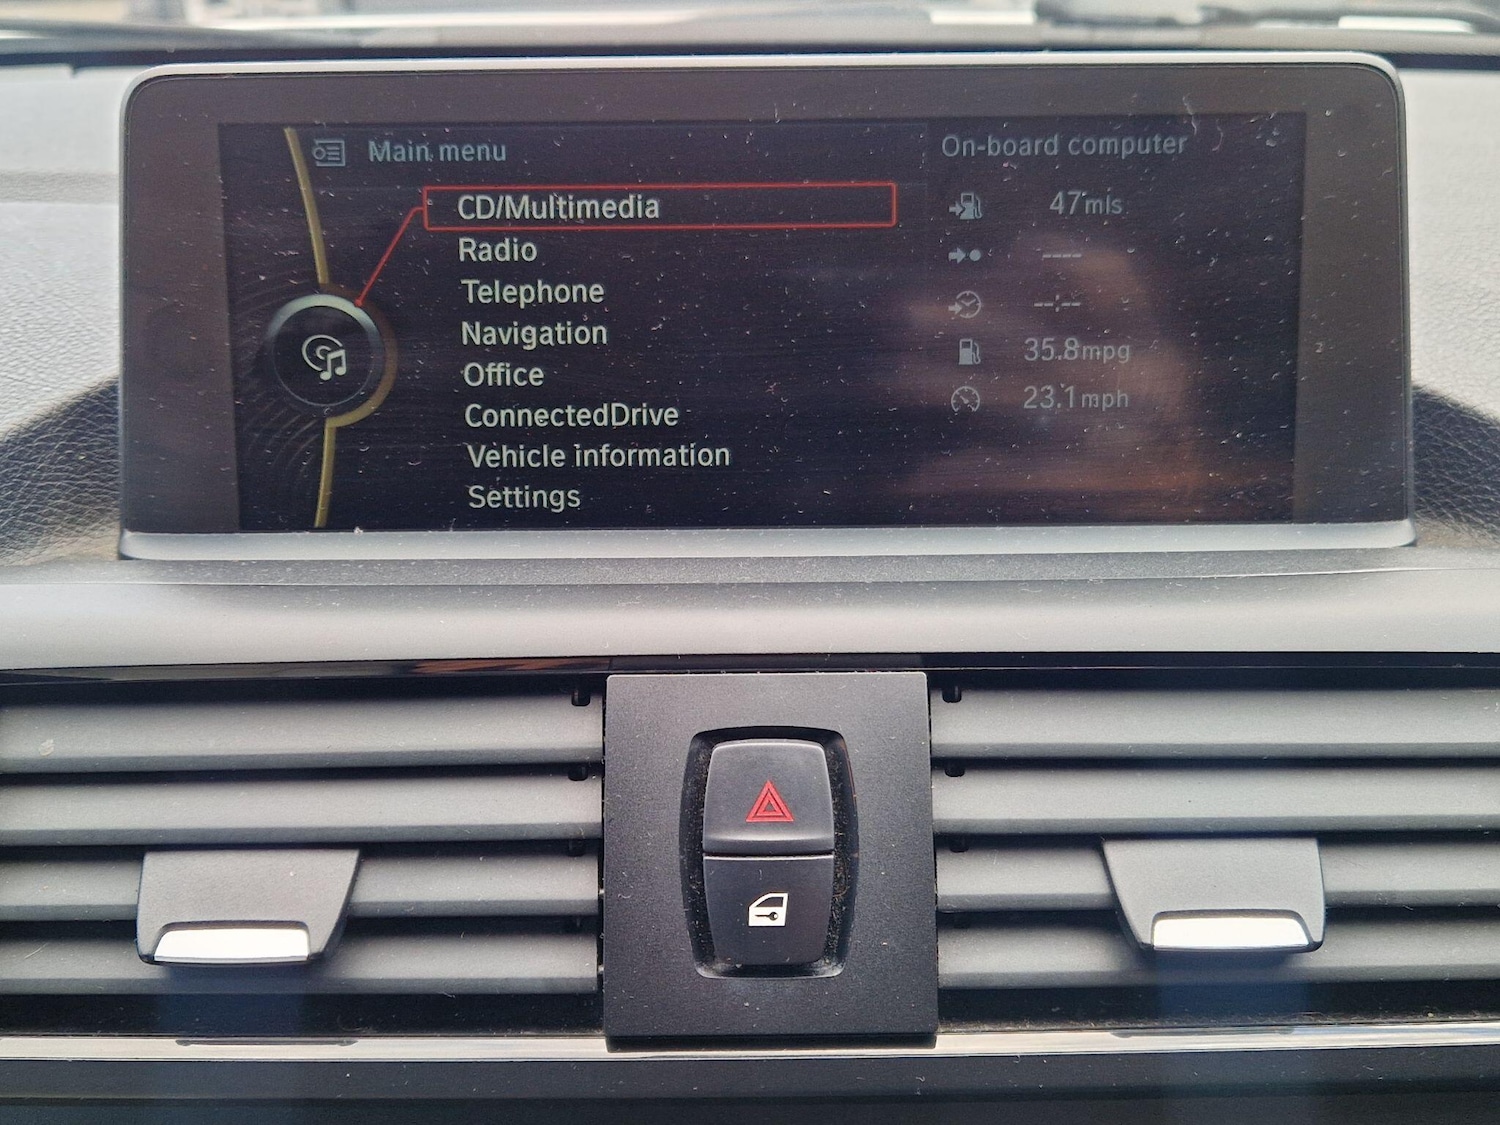 Main menu
CD/Multimedia
Radio
Telephone
Navigation
Office
ConnectedDrive
Vehicle information
Settings
On-board computer
47mls
----
--:--
35.8mpg
23.1mph